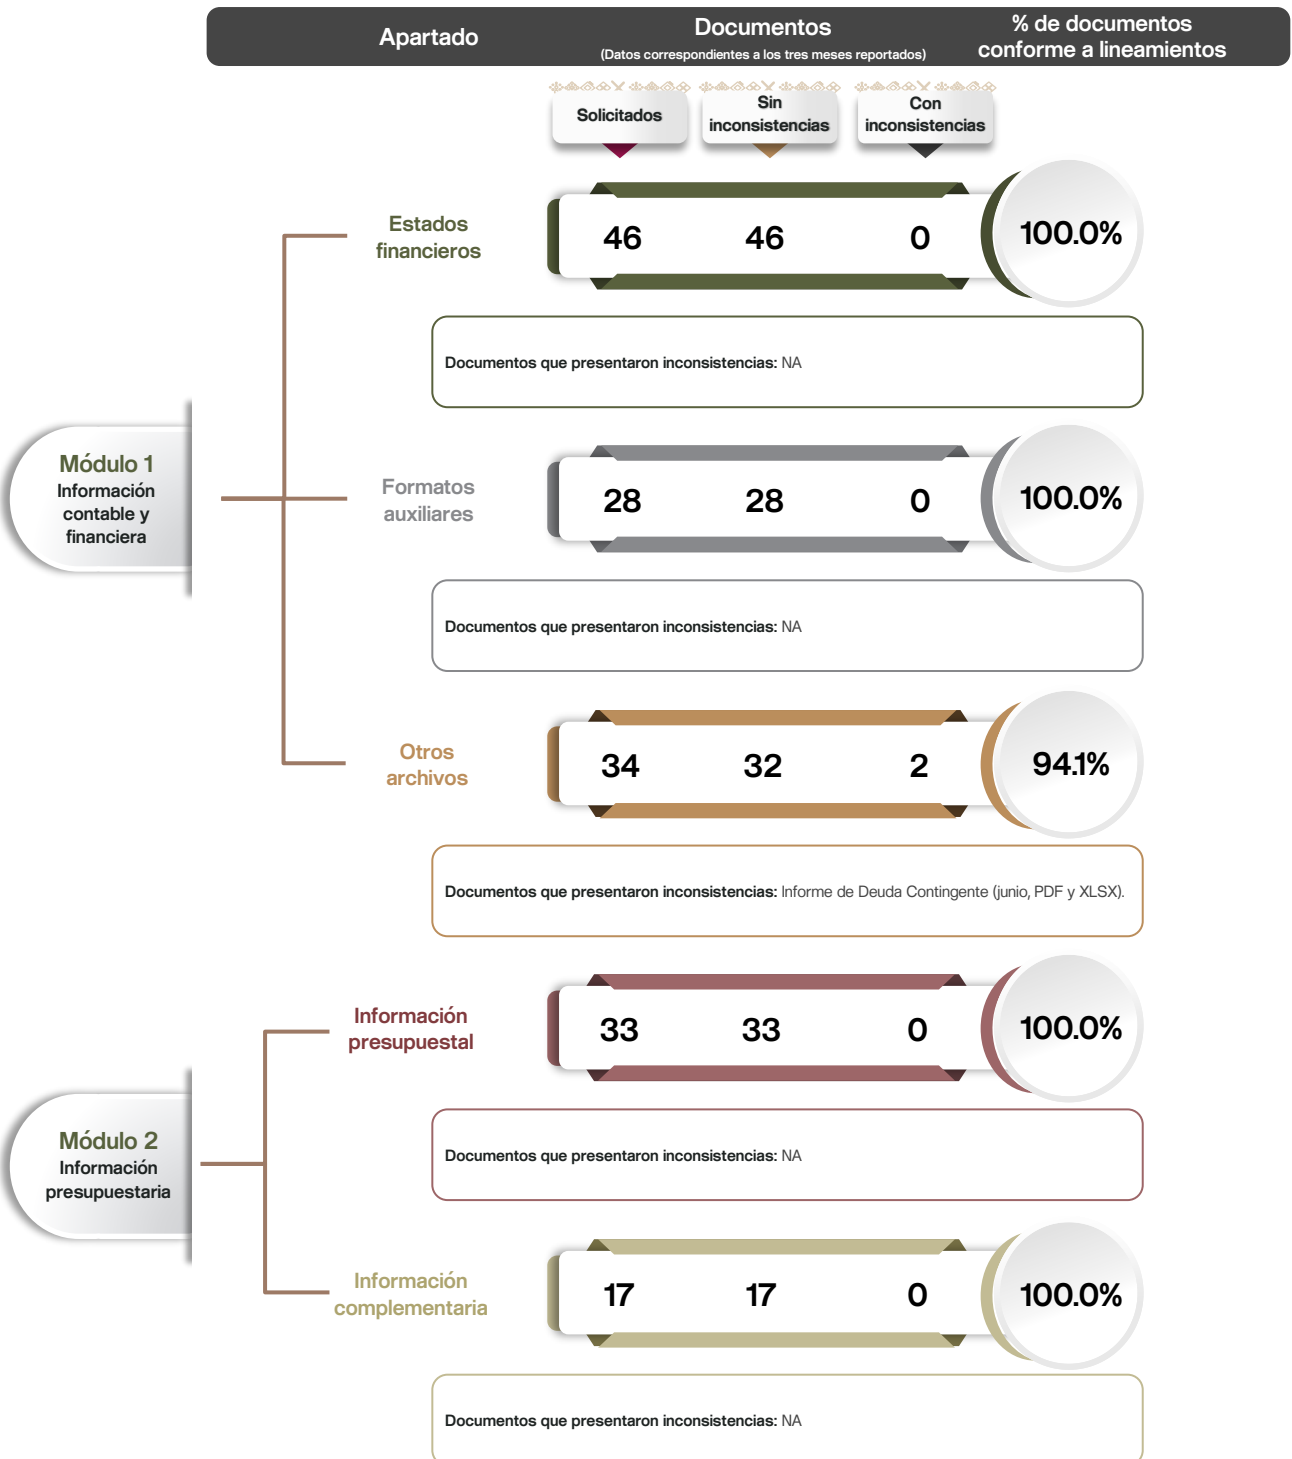 Apartado
Documentos
(Datos correspondientes a los tres meses reportados)
% de documentos
conforme a lineamientos
Solicitados
Sin
inconsistencias
Con
inconsistencias
Módulo 1
Información
contable y
financiera
Estados
financieros
46 46 0 100.0%
Documentos que presentaron inconsistencias: NA
Formatos
auxiliares
28 28 0 100.0%
Documentos que presentaron inconsistencias: NA
Otros
archivos
34 32 2 94.1%
Documentos que presentaron inconsistencias: Informe de Deuda Contingente (junio, PDF y XLSX).
Módulo 2
Información
presupuestaria
Información
presupuestal
33 33 0 100.0%
Documentos que presentaron inconsistencias: NA
Información
complementaria
17 17 0 100.0%
Documentos que presentaron inconsistencias: NA